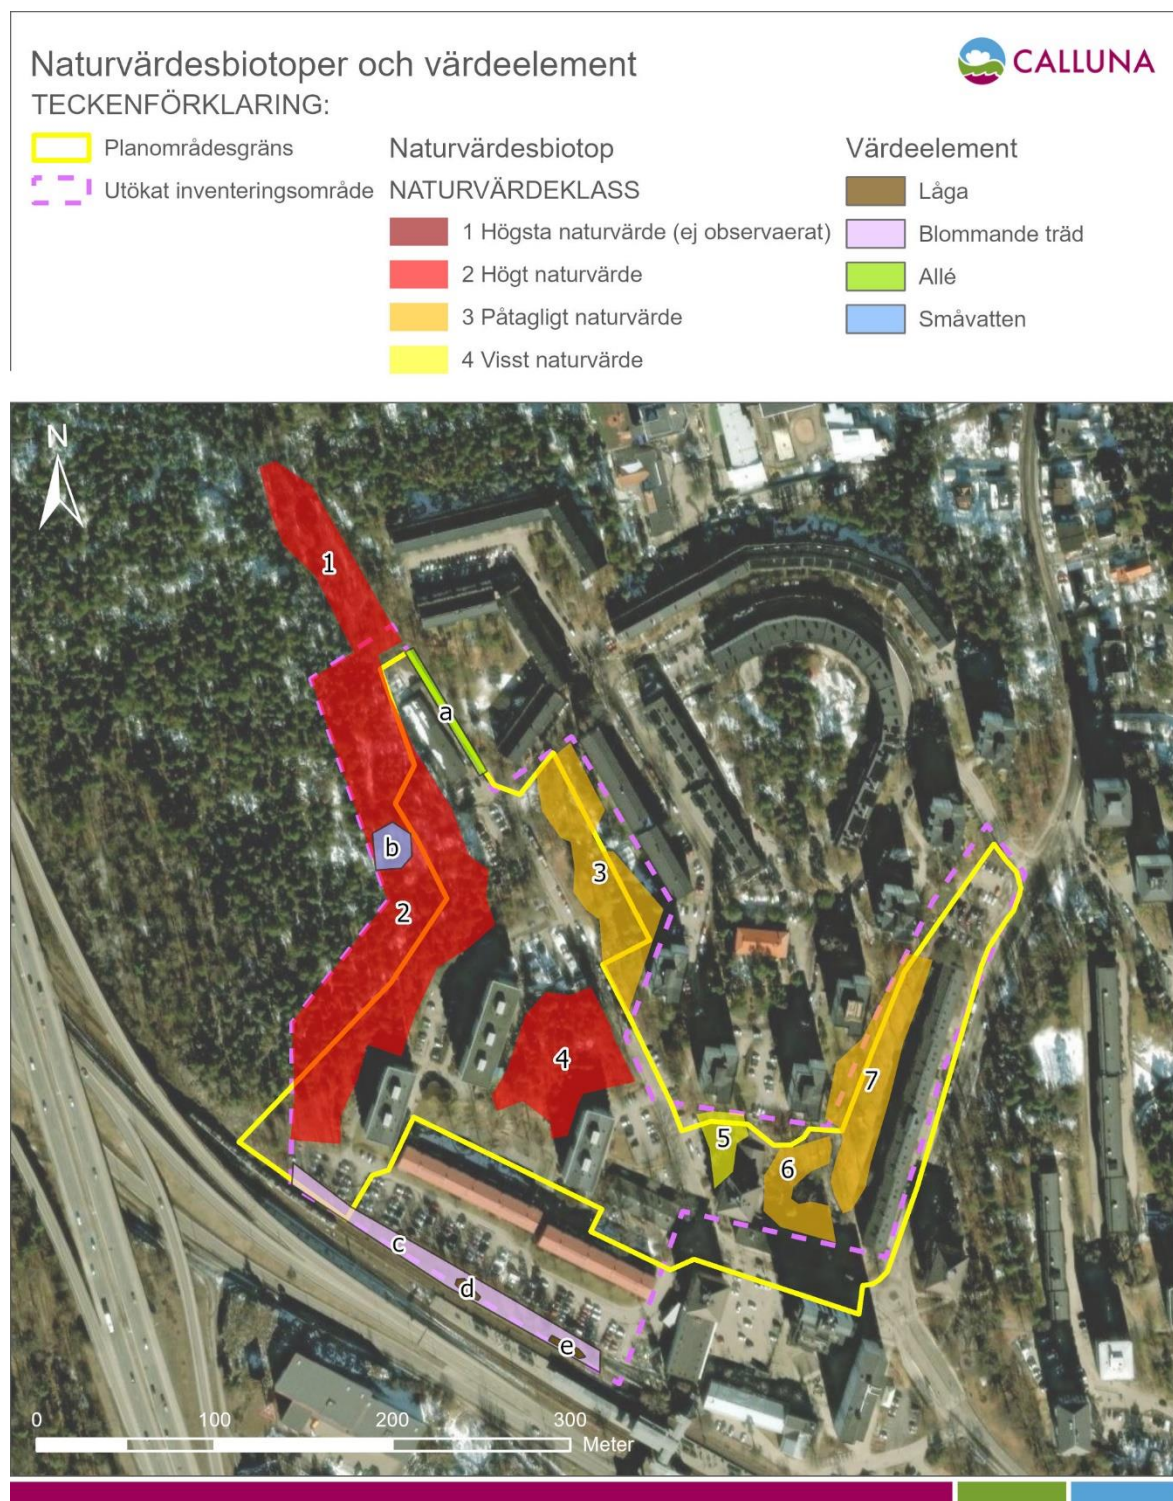 Naturvärdesbiotoper och värdeelement
CALLUNA
TECKENFÖRKLARING:
Planområdesgräns
Utökat inventeringsområde
Naturvärdesbiotop
NATURVÄRDEKLASS
1 Högsta naturvärde (ej observaerat)
2 Högt naturvärde
3 Påtagligt naturvärde
4 Visst naturvärde
Värdeelement
Låga
Blommande träd
Allé
Småvatten
N
1
a
b
2
3
4
5
6
7
c
d
e
0 100 200 300
Meter